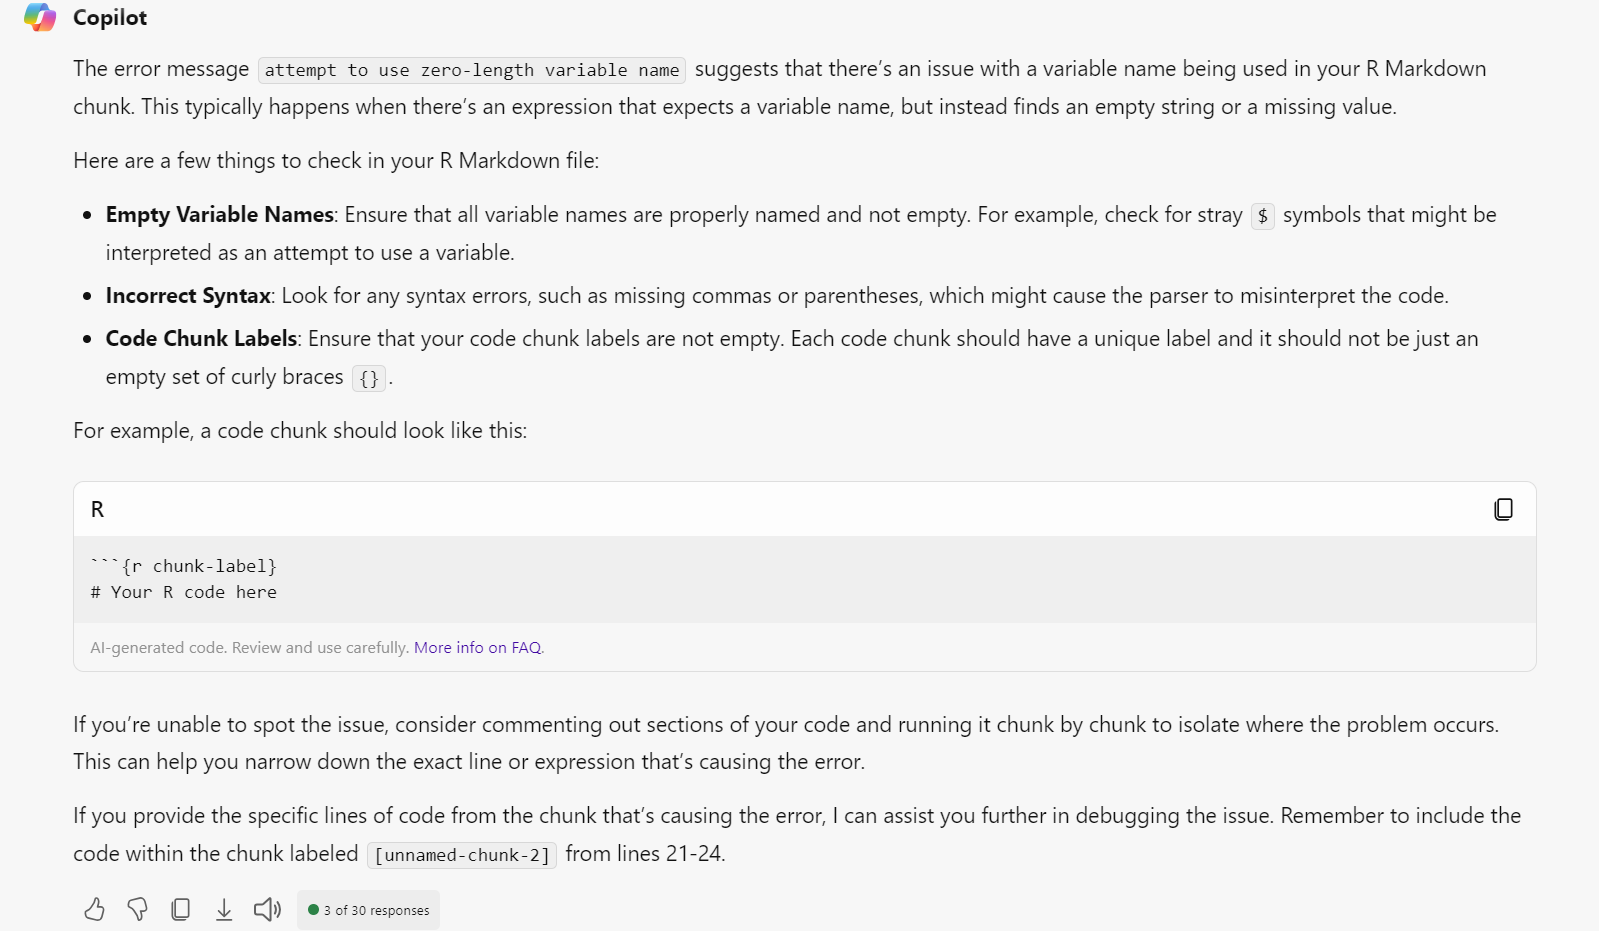 Copilot
The error message attempt to use zero-length variable name suggests that there’s an issue with a variable name being used in your R Markdown
chunk. This typically happens when there’s an expression that expects a variable name, but instead finds an empty string or a missing value.
Here are a few things to check in your R Markdown file:
• Empty Variable Names: Ensure that all variable names are properly named and not empty. For example, check for stray $ symbols that might be
interpreted as an attempt to use a variable.
• Incorrect Syntax: Look for any syntax errors, such as missing commas or parentheses, which might cause the parser to misinterpret the code.
• Code Chunk Labels: Ensure that your code chunk labels are not empty. Each code chunk should have a unique label and it should not be just an
empty set of curly braces {}.
For example, a code chunk should look like this:
R
```{r chunk-label}
# Your R code here
AI-generated code. Review and use carefully. More info on FAQ.
If you’re unable to spot the issue, consider commenting out sections of your code and running it chunk by chunk to isolate where the problem occurs.
This can help you narrow down the exact line or expression that’s causing the error.
If you provide the specific lines of code from the chunk that’s causing the error, I can assist you further in debugging the issue. Remember to include the
code within the chunk labeled [unnamed-chunk-2] from lines 21-24.
3 of 30 responses